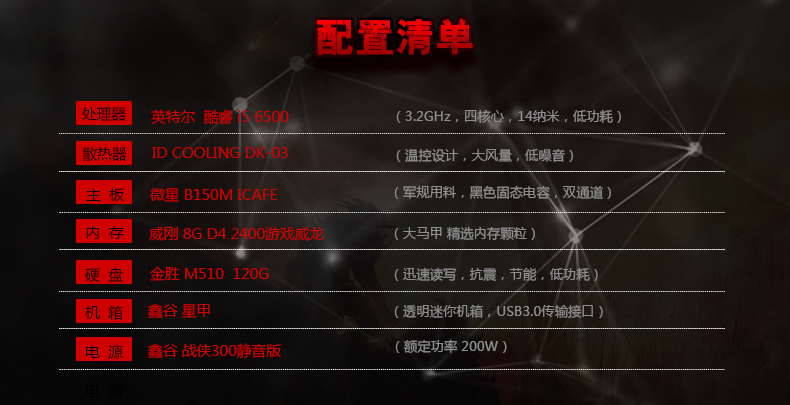 配置清单
处理器 英特尔 酷睿 i5 6500 （3.2GHz，四核心，14纳米，低功耗）
散热器 ID COOLING DK-03 （温控设计，大风量，低噪音）
主板 微星 B150M ICAFE （军规用料，黑色固态电容，双通道）
内存 威刚 8G D4 2400游戏威龙 （大马甲 精选内存颗粒）
硬盘 金胜 M510 120G （迅速读写，抗震，节能，低功耗）
机箱 鑫谷 星甲 （透明迷你机箱，USB3.0传输接口）
电源 鑫谷 战侠300静音版 （额定功率 200W）